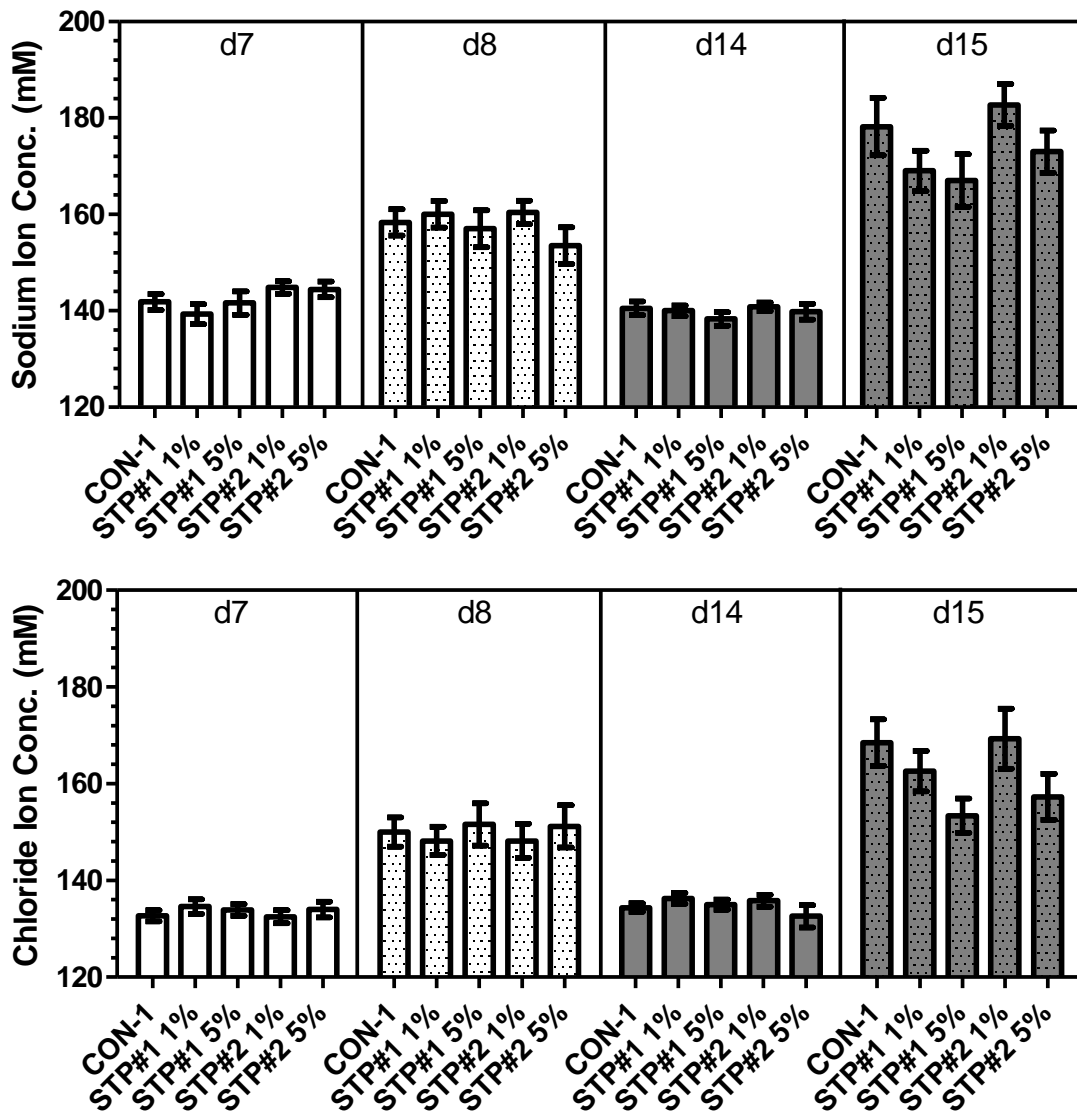 200
d7 d8 d14 d15
180
160
140
120
Sodium Ion Conc. (mM)
CON-1 STP#1 1% STP#1 5% STP#2 1% STP#2 5% CON-1 STP#1 1% STP#1 5% STP#2 1% STP#2 5% CON-1 STP#1 1% STP#1 5% STP#2 1% STP#2 5% CON-1 STP#1 1% STP#1 5% STP#2 1% STP#2 5%
200
d7 d8 d14 d15
180
160
140
120
Chloride Ion Conc. (mM)
CON-1 STP#1 1% STP#1 5% STP#2 1% STP#2 5% CON-1 STP#1 1% STP#1 5% STP#2 1% STP#2 5% CON-1 STP#1 1% STP#1 5% STP#2 1% STP#2 5% CON-1 STP#1 1% STP#1 5% STP#2 1% STP#2 5%